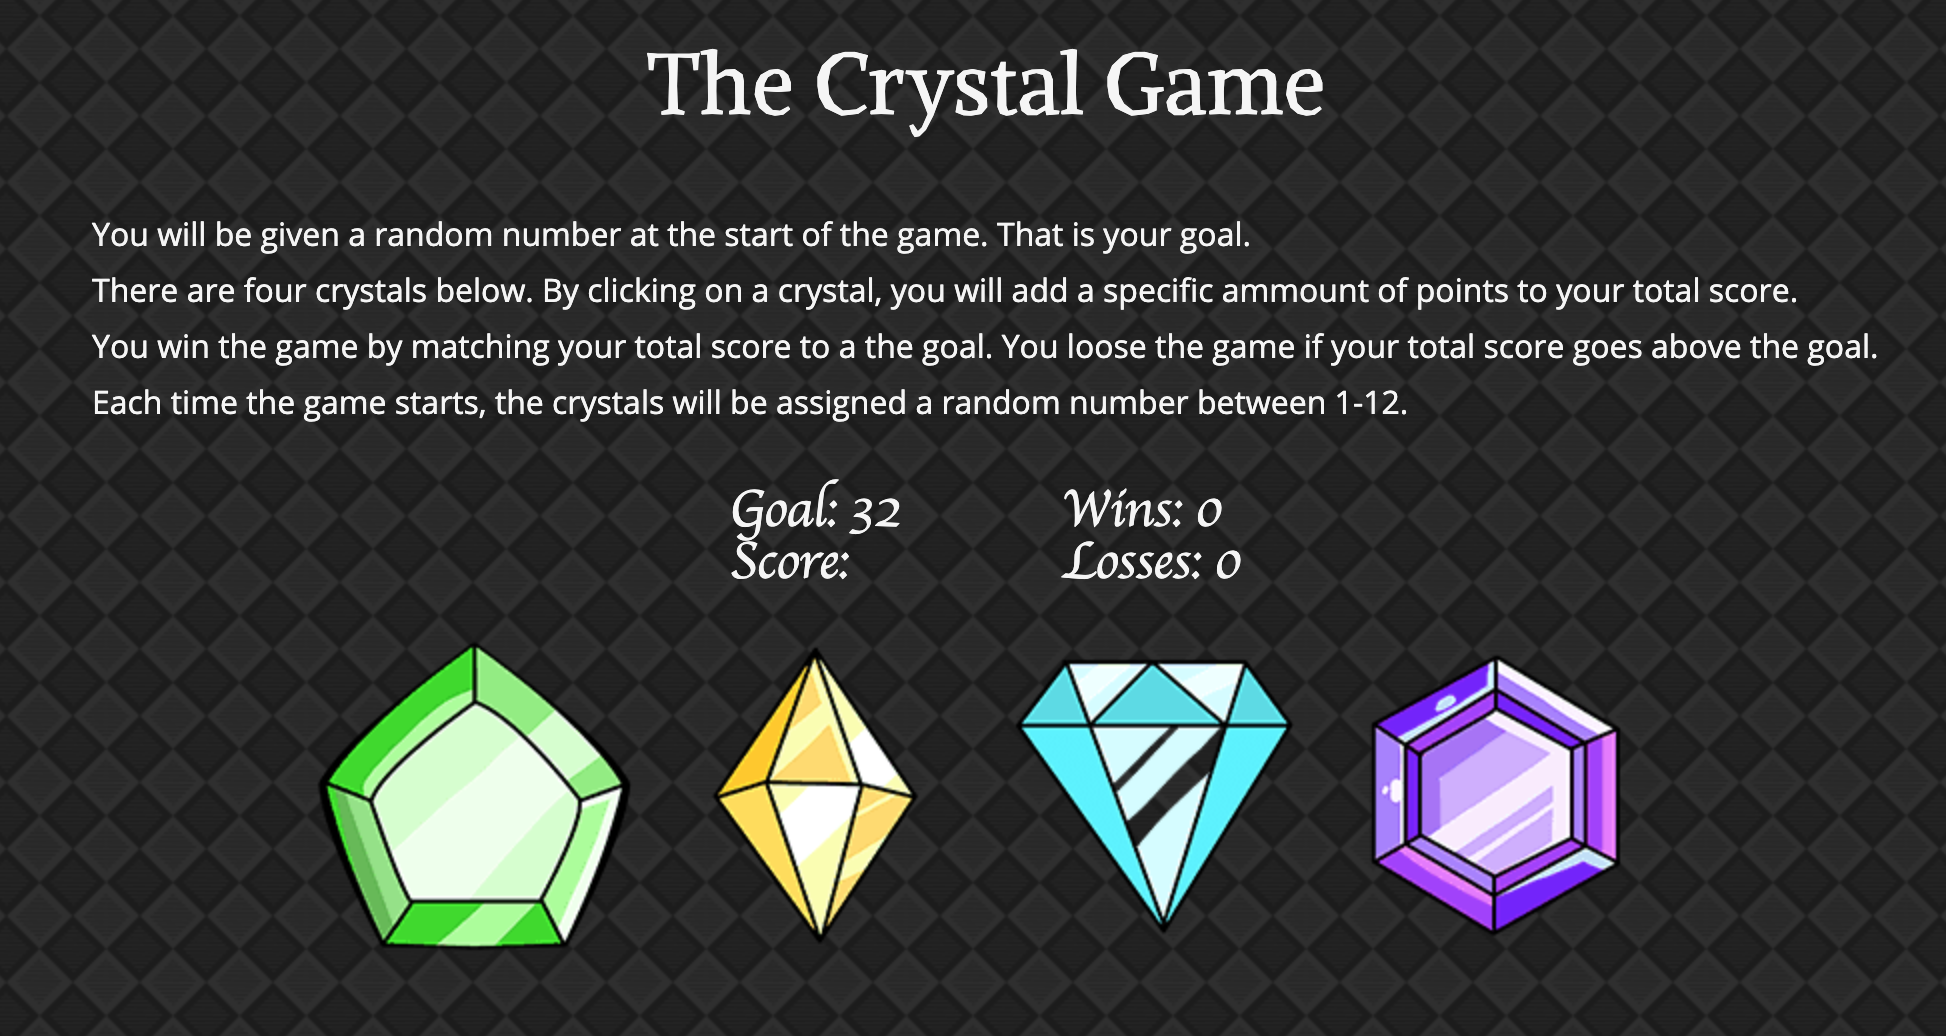 The Crystal Game
You will be given a random number at the start of the game. That is your goal.
There are four crystals below. By clicking on a crystal, you will add a specific ammount of points to your total score.
You win the game by matching your total score to a the goal. You loose the game if your total score goes above the goal.
Each time the game starts, the crystals will be assigned a random number between 1-12.
Goal: 32
Score:
Wins: 0
Losses: 0